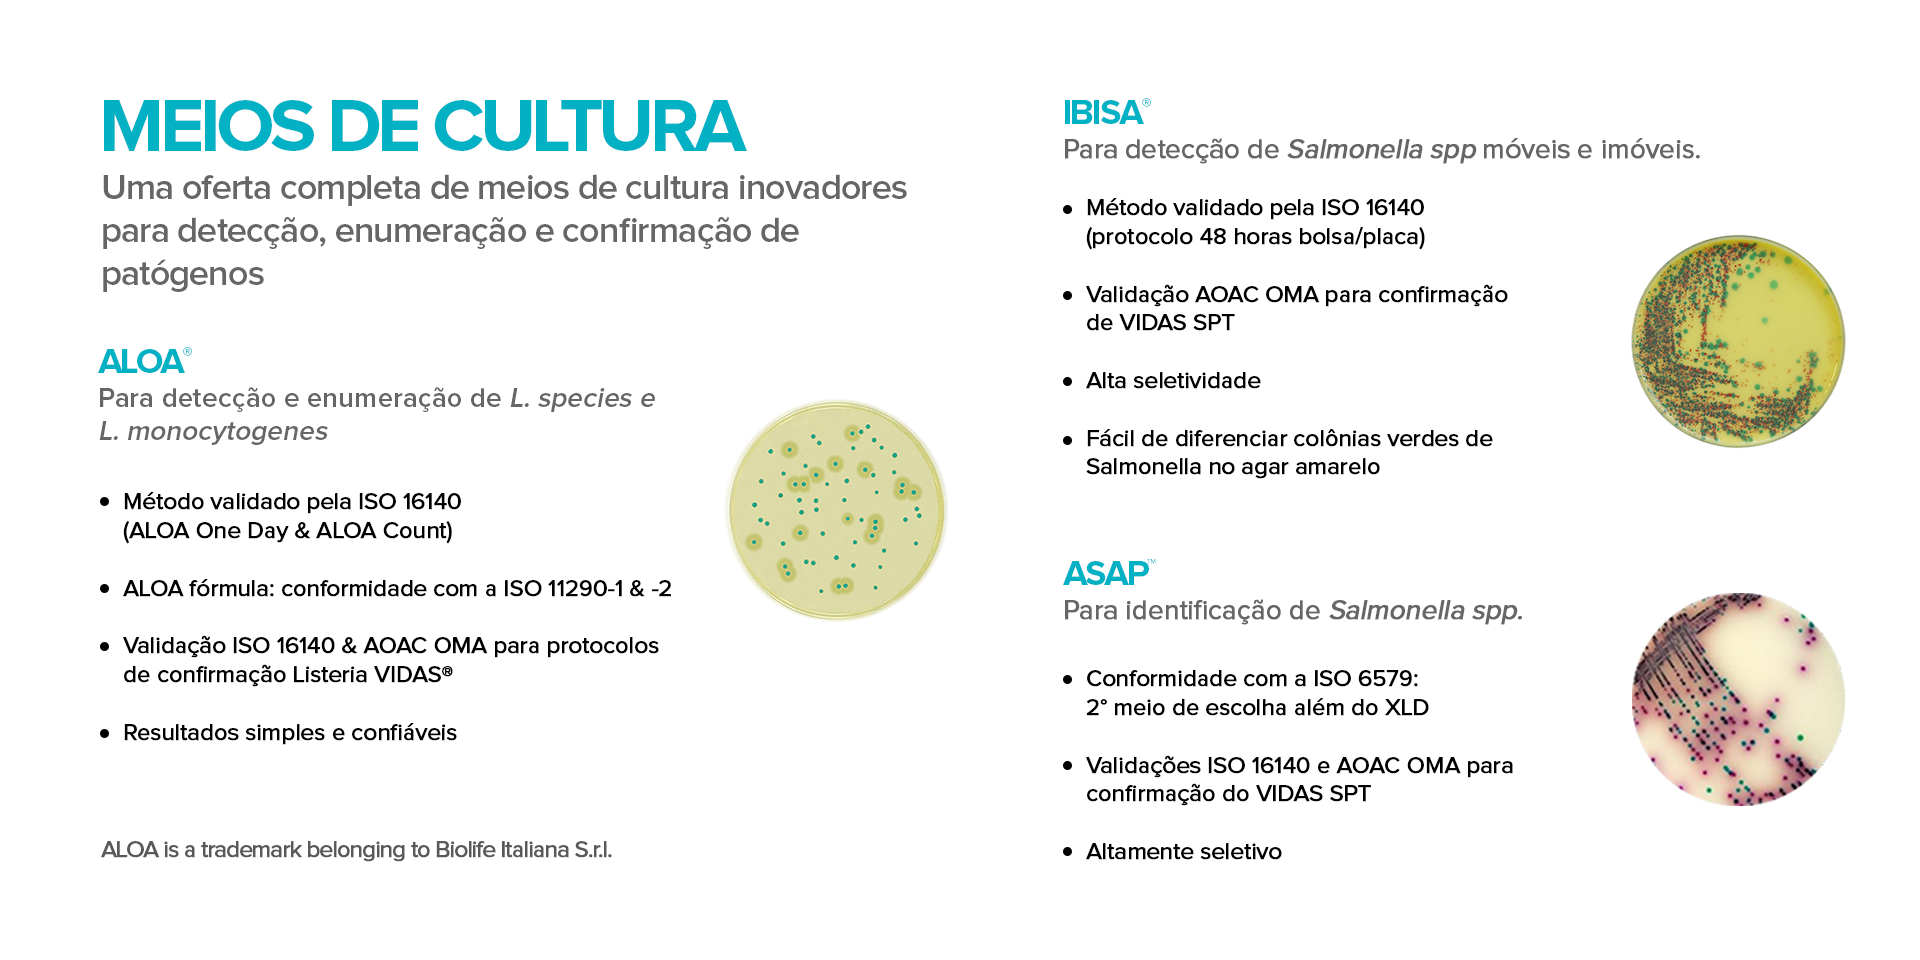 MEIOS DE CULTURA
Uma oferta completa de meios de cultura inovadores
para detecção, enumeração e confirmação de
patógenos
ALOA®
Para detecção e enumeração de L. species e
L. monocytogenes
• Método validado pela ISO 16140
(ALOA One Day & ALOA Count)
• ALOA fórmula: conformidade com a ISO 11290-1 & -2
• Validação ISO 16140 & AOAC OMA para protocolos
de confirmação Listeria VIDAS®
• Resultados simples e confiáveis
ALOA is a trademark belonging to Biolife Italiana S.r.l.
IBISA®
Para detecção de Salmonella spp móveis e imóveis.
• Método validado pela ISO 16140
(protocolo 48 horas bolsa/placa)
• Validação AOAC OMA para confirmação
de VIDAS SPT
• Alta seletividade
• Fácil de diferenciar colônias verdes de
Salmonella no agar amarelo
ASAP™
Para identificação de Salmonella spp.
• Conformidade com a ISO 6579:
2° meio de escolha além do XLD
• Validações ISO 16140 e AOAC OMA para
confirmação do VIDAS SPT
• Altamente seletivo